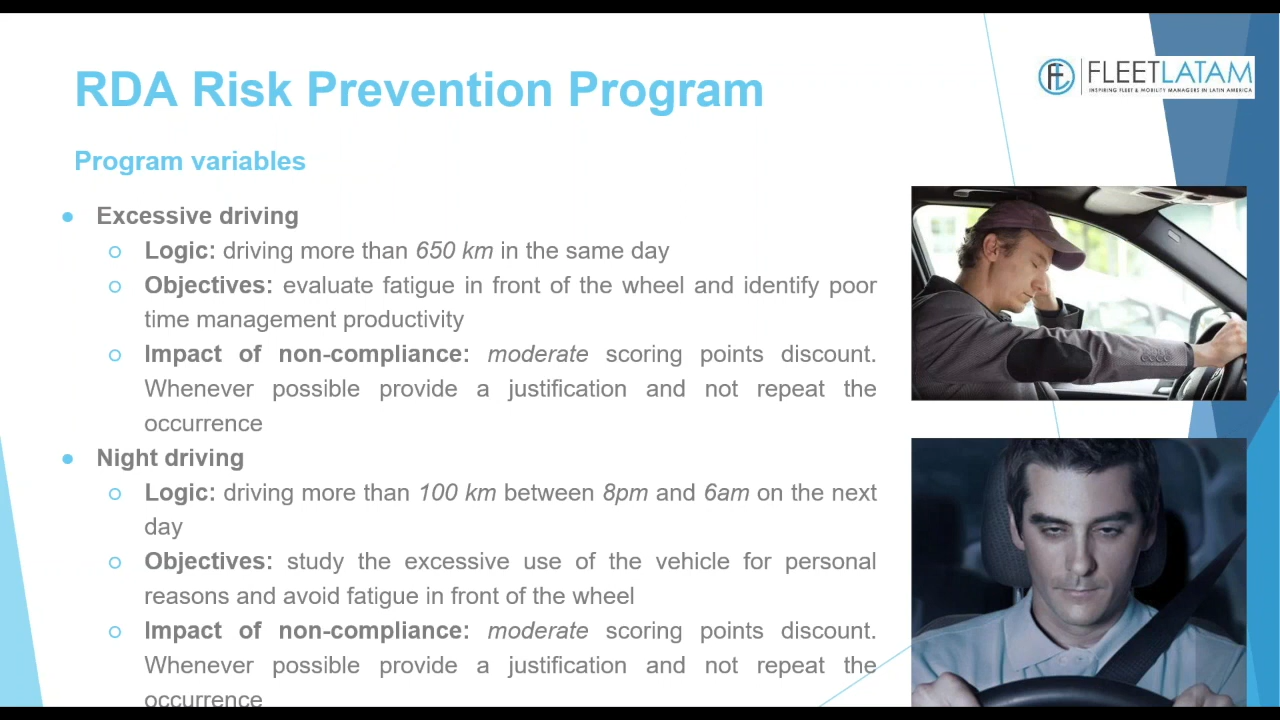 RDA Risk Prevention Program
FLEETLATAM
INSPIRING FLEET & MOBILITY MANAGERS IN LATIN AMERICA
Program variables
● Excessive driving
○ Logic: driving more than 650 km in the same day
○ Objectives: evaluate fatigue in front of the wheel and identify poor
time management productivity
○ Impact of non-compliance: moderate scoring points discount.
Whenever possible provide a justification and not repeat the
occurrence
● Night driving
○ Logic: driving more than 100 km between 8pm and 6am on the next
day
○ Objectives: study the excessive use of the vehicle for personal
reasons and avoid fatigue in front of the wheel
○ Impact of non-compliance: moderate scoring points discount.
Whenever possible provide a justification and not repeat the
occurrence